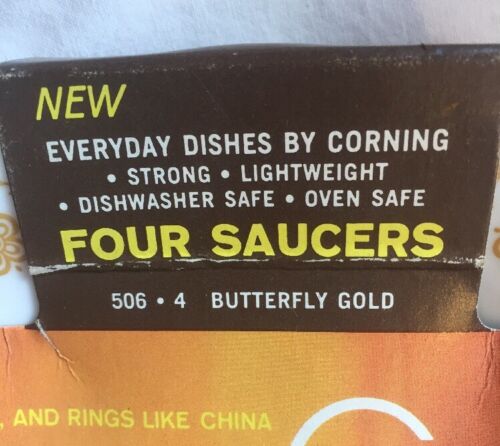 NEW
EVERYDAY DISHES BY CORNING
• STRONG • LIGHTWEIGHT
• DISHWASHER SAFE • OVEN SAFE
FOUR SAUCERS
506 • 4 BUTTERFLY GOLD
, AND RINGS LIKE CHINA